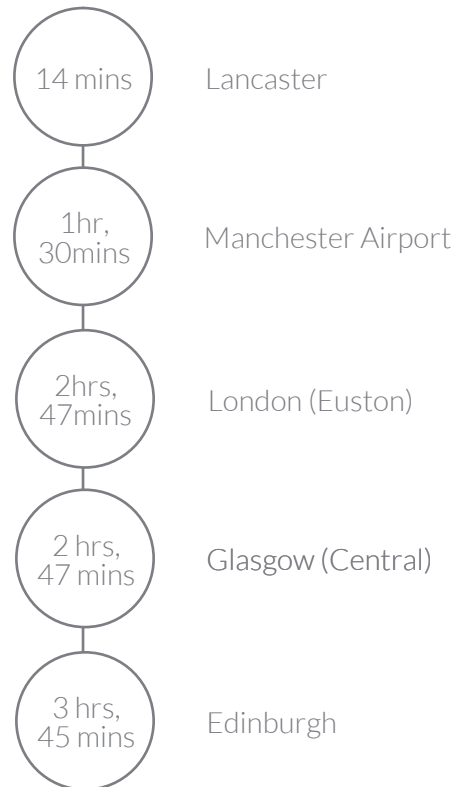 14 mins
Lancaster
1hr,
30mins
Manchester Airport
2hrs,
47mins
London (Euston)
2 hrs,
47 mins
Glasgow (Central)
3 hrs,
45 mins
Edinburgh